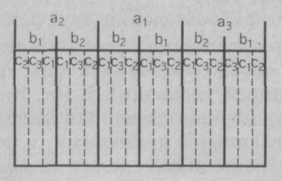 a₂ a₁ a₃
b₁ b₂ b₂ b₁ b₂ b₁
c₂ c₃ c₁ c₁ c₃ c₂ c₁ c₃ c₂ c₁ c₃ c₂ c₁ c₃ c₂ c₃ c₁ c₂